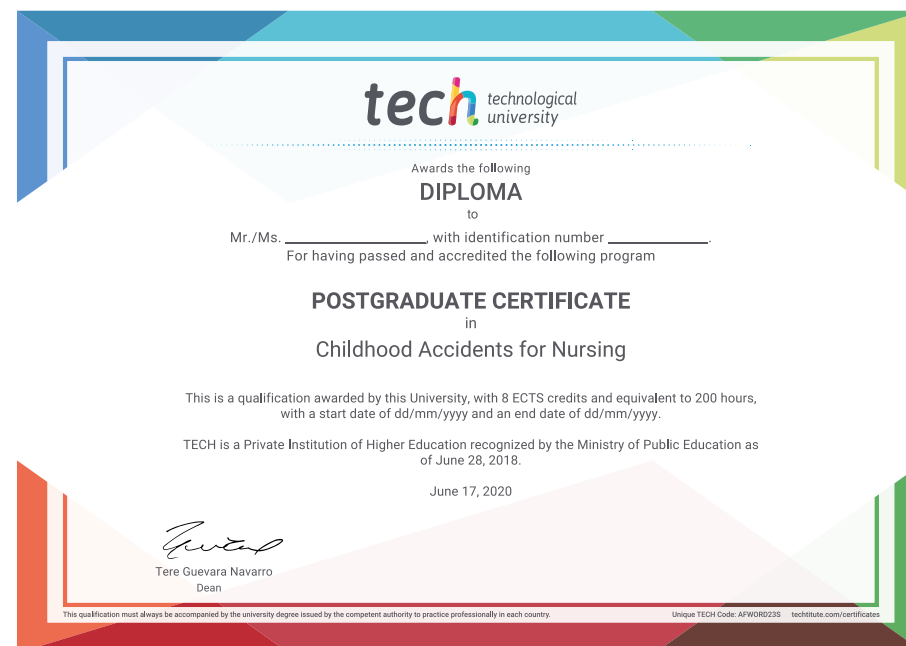 tech technological
university
Awards the following
DIPLOMA
to
Mr./Ms. ____________________, with identification number ______________.
For having passed and accredited the following program
POSTGRADUATE CERTIFICATE
in
Childhood Accidents for Nursing
This is a qualification awarded by this University, with 8 ECTS credits and equivalent to 200 hours,
with a start date of dd/mm/yyyy and an end date of dd/mm/yyyy.
TECH is a Private Institution of Higher Education recognized by the Ministry of Public Education as
of June 28, 2018.
June 17, 2020
Tere Guevara Navarro
Dean
This qualification must always be accompanied by the university degree issued by the competent authority to practice professionally in each country. Unique TECH Code: AFWORD23S techtitute.com/certificates